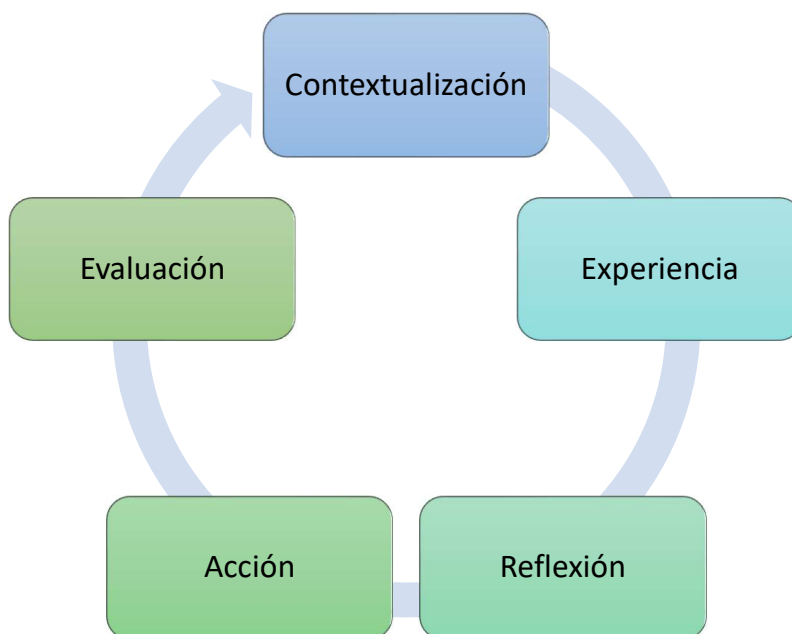 Contextualización
Experiencia
Reflexión
Acción
Evaluación